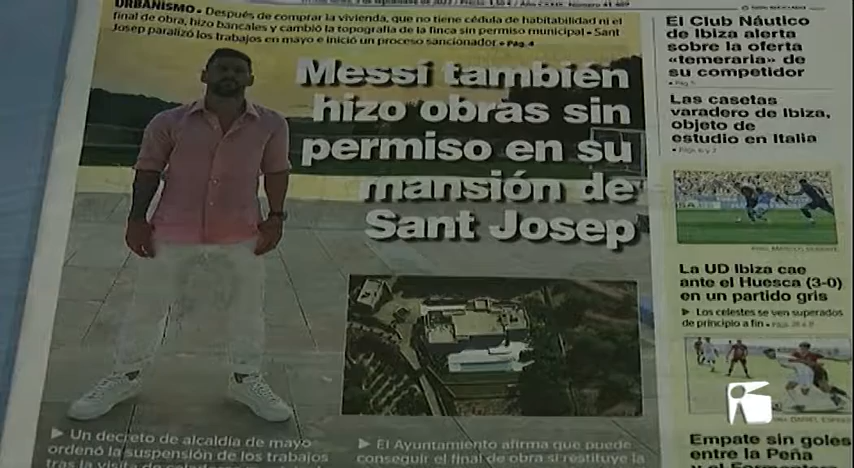 URBANISMO • Después de comprar la vivienda, que no tiene cédula de habitabilidad ni el
final de obra, hizo bancales y cambió la topografía de la finca sin permiso municipal • Sant
Josep paralizó los trabajos en mayo e inició un proceso sancionador • Pág. 4
Messi también
hizo obras sin
permiso en su
mansión de
Sant Josep
▶ Un decreto de alcaldía de mayo
ordenó la suspensión de los trabajos
tras la visita de
▶ El Ayuntamiento afirma que puede
conseguir el final de obra si restituye la
El Club Náutico
de Ibiza alerta
sobre la oferta
«temeraria» de
su competidor
Las casetas
varadero de Ibiza,
objeto de
estudio en Italia
La UD Ibiza cae
ante el Huesca (3-0)
en un partido gris
▶ Los celestes se ven superados
de principio a fin
Empate sin goles
entre la Peña